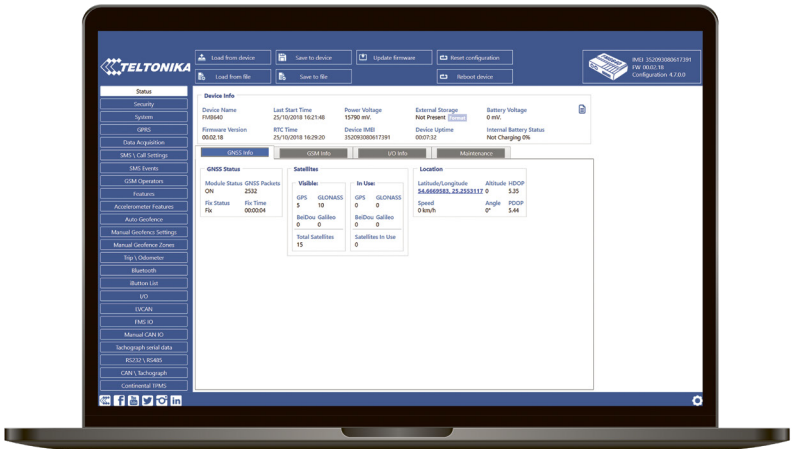 TELTONIKA
Load from device
Save to device
Update firmware
Reset configuration
Load from file
Save to file
Reboot device
IMEI 352093080617391
FW 00.02.18
Configuration 4.7.0.0
Status
Security
System
GPRS
Data Acquisition
SMS \ Call Settings
SMS Events
GSM Operators
Features
Accelerometer Features
Auto Geofence
Manual Geofence Settings
Manual Geofence Zones
Trip \ Odometer
Bluetooth
iButton List
I/O
LVCAN
FMS IO
Manual CAN IO
Tachograph serial data
RS232 \ RS485
CAN \ Tachograph
Continental TPMS
Device Info
Device Name Last Start Time Power Voltage External Storage Battery Voltage
FMB640 25/10/2018 16:21:48 15790 mV. Not Present Format 0 mV.
Firmware Version RTC Time Device IMEI Device Uptime Internal Battery Status
00.02.18 25/10/2018 16:29:20 352093080617391 00:07:32 Not Charging 0%
GNSS Info GSM Info I/O Info Maintenance
GNSS Status
Module Status GNSS Packets
ON 2532
Fix Status Fix Time
Fix 00:00:04
Satellites
Visible:
GPS GLONASS
5 10
BeiDou Galileo
0 0
Total Satellites
15
In Use:
GPS GLONASS
0 0
BeiDou Galileo
0 0
Satellites In Use
0
Location
Latitude/Longitude Altitude HDOP
54.6669583, 25.2553117 0 5.35
Speed Angle PDOP
0 km/h 0° 5.44
f
in